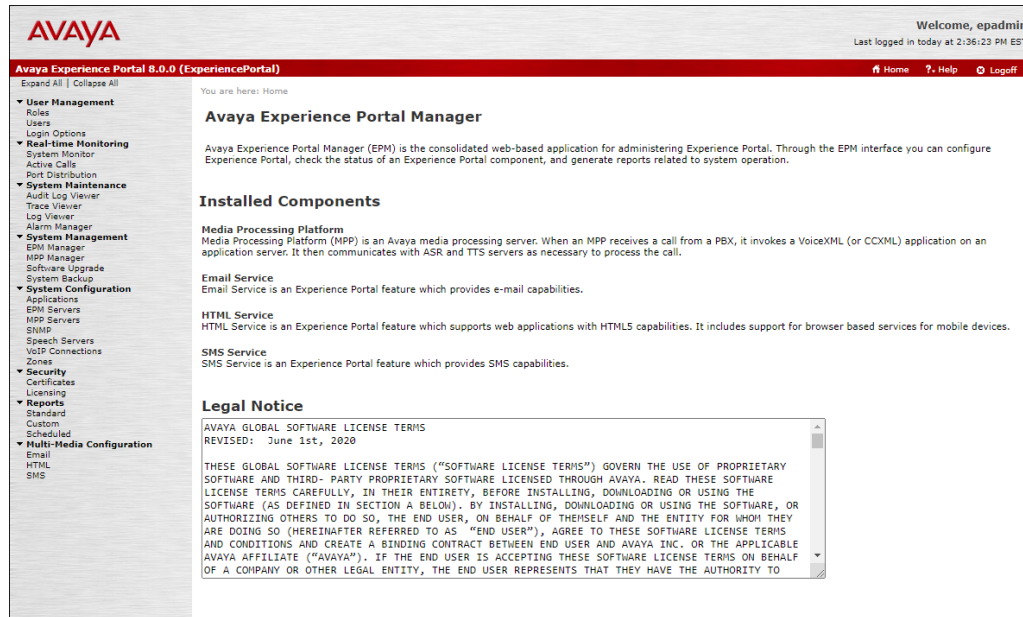 AVAYA
Welcome, epadmin
Last logged in today at 2:36:23 PM EST
Avaya Experience Portal 8.0.0 (ExperiencePortal)
Home ? Help Logoff
Expand All | Collapse All
You are here: Home
User Management
Roles
Users
Login Options
Real-time Monitoring
System Monitor
Active Calls
Port Distribution
System Maintenance
Audit Log Viewer
Trace Viewer
Log Viewer
Alarm Manager
System Management
EPM Manager
MPP Manager
Software Upgrade
System Backup
System Configuration
Applications
EPM Servers
MPP Servers
SNMP
Speech Servers
VoIP Connections
Zones
Security
Certificates
Licensing
Reports
Standard
Custom
Scheduled
Multi-Media Configuration
Email
HTML
SMS
Avaya Experience Portal Manager
Avaya Experience Portal Manager (EPM) is the consolidated web-based application for administering Experience Portal. Through the EPM interface you can configure
Experience Portal, check the status of an Experience Portal component, and generate reports related to system operation.
Installed Components
Media Processing Platform
Media Processing Platform (MPP) is an Avaya media processing server. When an MPP receives a call from a PBX, it invokes a VoiceXML (or CCXML) application on an
application server. It then communicates with ASR and TTS servers as necessary to process the call.
Email Service
Email Service is an Experience Portal feature which provides e-mail capabilities.
HTML Service
HTML Service is an Experience Portal feature which supports web applications with HTML5 capabilities. It includes support for browser based services for mobile devices.
SMS Service
SMS Service is an Experience Portal feature which provides SMS capabilities.
Legal Notice
AVAYA GLOBAL SOFTWARE LICENSE TERMS
REVISED: June 1st, 2020
THESE GLOBAL SOFTWARE LICENSE TERMS (“SOFTWARE LICENSE TERMS”) GOVERN THE USE OF PROPRIETARY
SOFTWARE AND THIRD- PARTY PROPRIETARY SOFTWARE LICENSED THROUGH AVAYA. READ THESE SOFTWARE
LICENSE TERMS CAREFULLY, IN THEIR ENTIRETY, BEFORE INSTALLING, DOWNLOADING OR USING THE
SOFTWARE (AS DEFINED IN SECTION A BELOW). BY INSTALLING, DOWNLOADING OR USING THE SOFTWARE, OR
AUTHORIZING OTHERS TO DO SO, THE END USER, ON BEHALF OF THEMSELF AND THE ENTITY FOR WHOM THEY
ARE DOING SO (HEREINAFTER REFERRED TO AS “END USER”), AGREE TO THESE SOFTWARE LICENSE TERMS
AND CONDITIONS AND CREATE A BINDING CONTRACT BETWEEN END USER AND AVAYA INC. OR THE APPLICABLE
AVAYA AFFILIATE (“AVAYA”). IF THE END USER IS ACCEPTING THESE SOFTWARE LICENSE TERMS ON BEHALF
OF A COMPANY OR OTHER LEGAL ENTITY, THE END USER REPRESENTS THAT THEY HAVE THE AUTHORITY TO